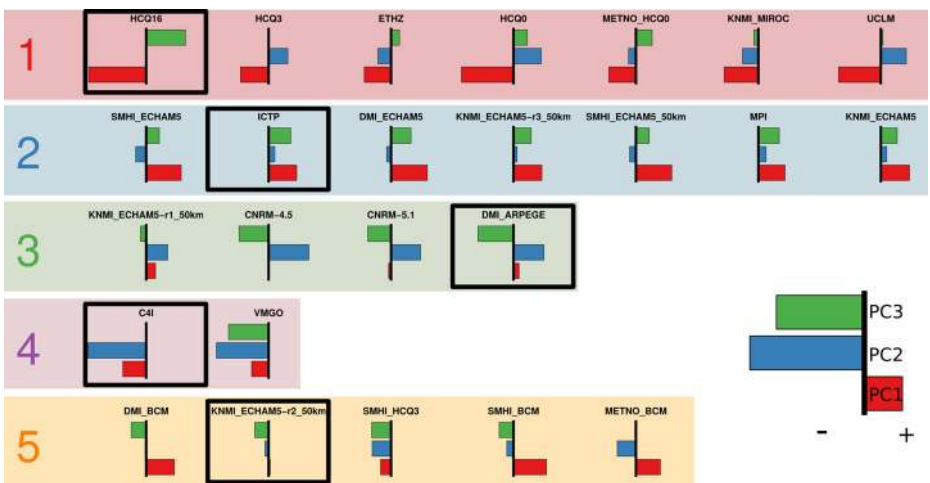 HCQ16 HCQ3 ETHZ HCQ0 METNO_HCQ0 KNMI_MIROC UCLM
1
SMHI_ECHAM5 ICTP DMI_ECHAM5 KNMI_ECHAM5-r3_50km SMHI_ECHAM5_50km MPI KNMI_ECHAM5
2
KNMI_ECHAM5-r1_50km CNRM-4.5 CNRM-5.1 DMI_ARPEGE
3
C4I VMGO
4
PC3
PC2
PC1
- +
DMI_BCM KNMI_ECHAM5-r2_50km SMHI_HCQ3 SMHI_BCM METNO_BCM
5